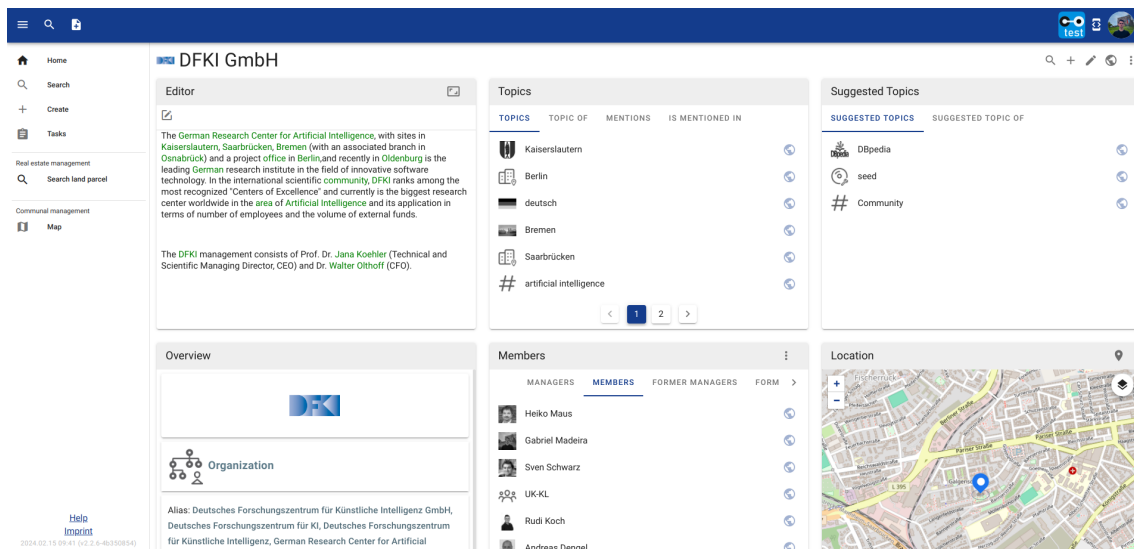 test
Home
Search
Create
Tasks
Real estate management
Search land parcel
Communal management
Map
Help
Imprint
2024.02.15 09:41 (v2.2.6-4b350854)
DFKI GmbH
Editor
The German Research Center for Artificial Intelligence, with sites in
Kaiserslautern, Saarbrücken, Bremen (with an associated branch in
Osnabrück) and a project office in Berlin,and recently in Oldenburg is the
leading German research institute in the field of innovative software
technology. In the international scientific community, DFKI ranks among the
most recognized "Centers of Excellence" and currently is the biggest research
center worldwide in the area of Artificial Intelligence and its application in
terms of number of employees and the volume of external funds.
The DFKI management consists of Prof. Dr. Jana Koehler (Technical and
Scientific Managing Director, CEO) and Dr. Walter Olthoff (CFO).
Topics
TOPICS TOPIC OF MENTIONS IS MENTIONED IN
Kaiserslautern
Berlin
deutsch
Bremen
Saarbrücken
# artificial intelligence
< 1 2 >
Suggested Topics
SUGGESTED TOPICS SUGGESTED TOPIC OF
DBpedia DBpedia
seed
# Community
Overview
DFKI
Organization
Alias: Deutsches Forschungszentrum für Künstliche Intelligenz GmbH,
Deutsches Forschungszentrum für KI, Deutsches Forschungszentrum
für Künstliche Intelligenz, German Research Center for Artificial
Members
MANAGERS MEMBERS FORMER MANAGERS FORM >
Heiko Maus
Gabriel Madeira
Sven Schwarz
UK-KL
Rudi Koch
Andreas Dengel
Location
+
−
Fischerrück
Berliner Straße
Pariser Straße
Pariser Straße
L 395